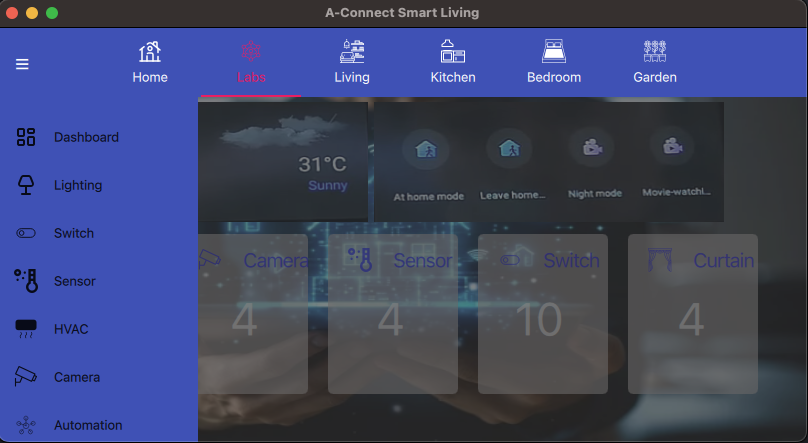 A-Connect Smart Living
Home
Labs
Living
Kitchen
Bedroom
Garden
Dashboard
Lighting
Switch
Sensor
HVAC
Camera
Automation
31°C
Sunny
At home mode
Leave home...
Night mode
Movie-watchi...
Camera
4
Sensor
4
Switch
10
Curtain
4